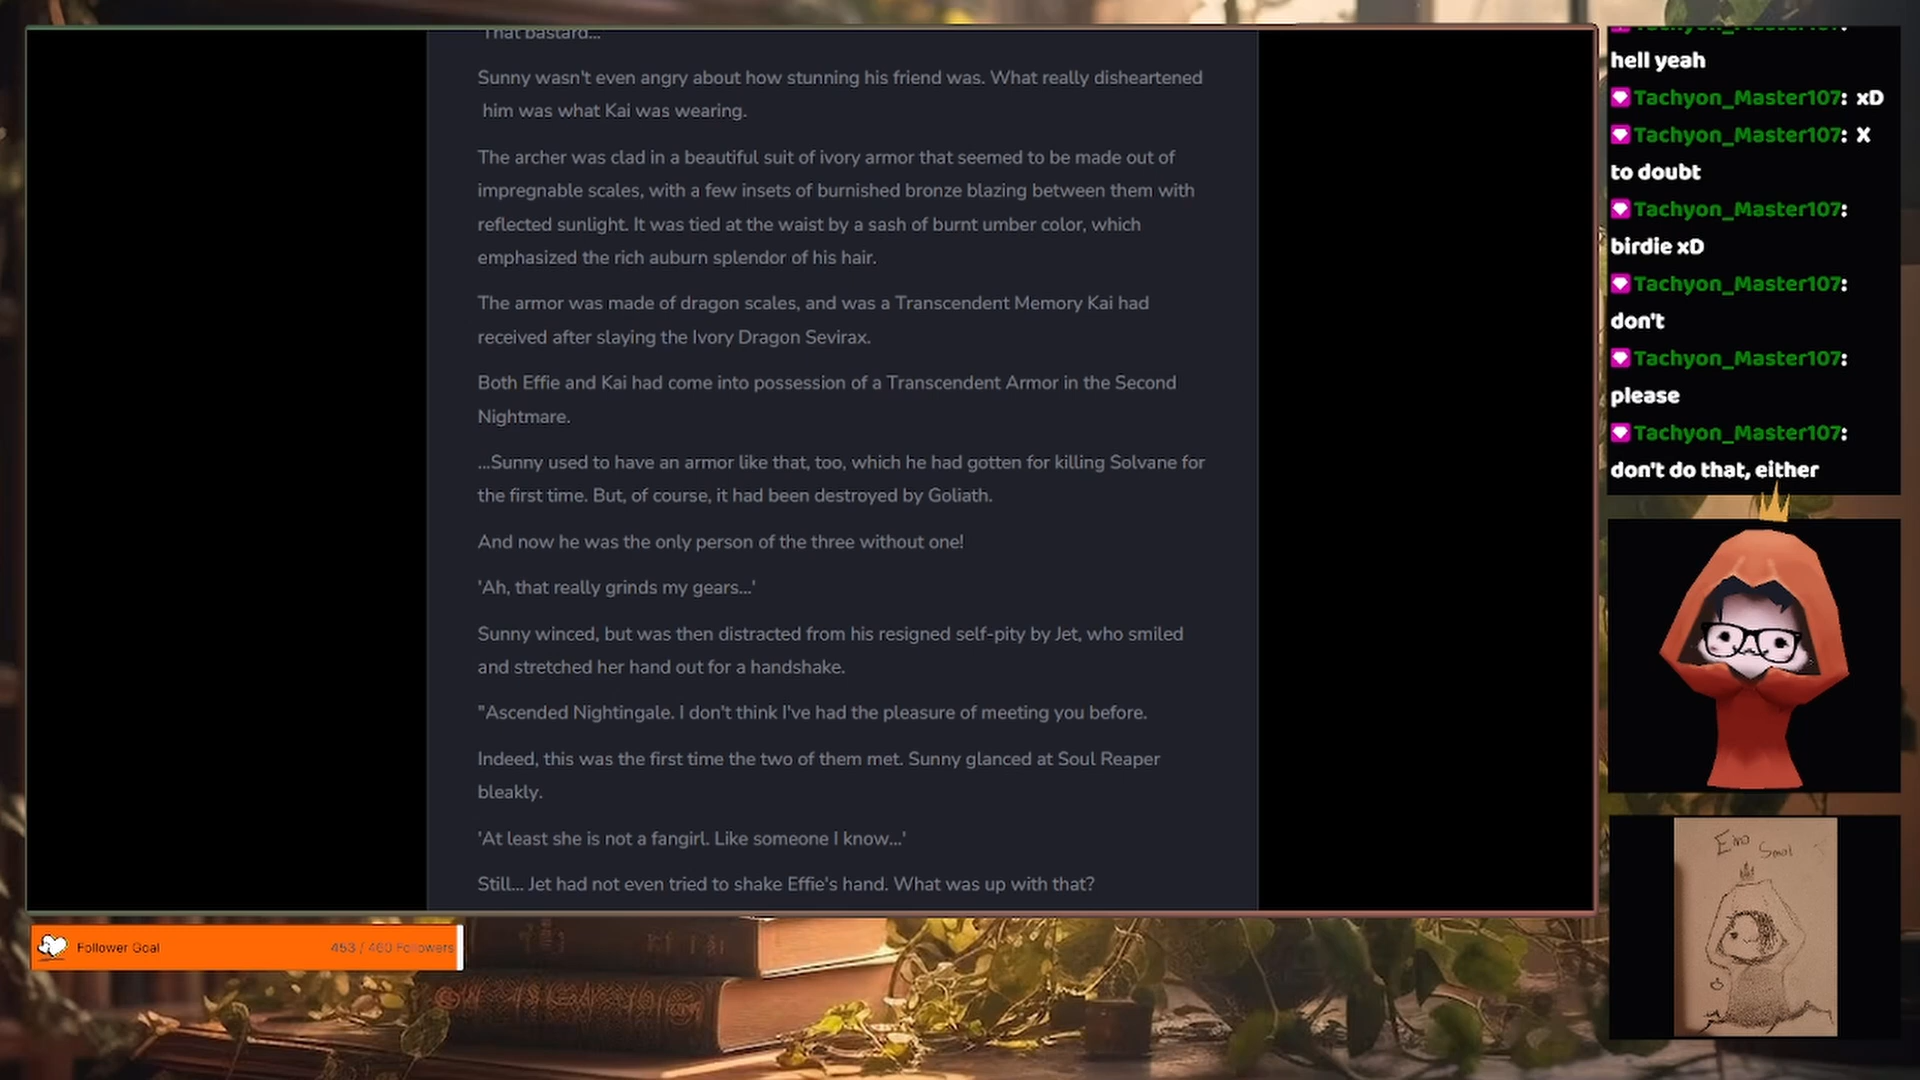 'That bastard...
Sunny wasn't even angry about how stunning his friend was. What really disheartened
him was what Kai was wearing.
The archer was clad in a beautiful suit of ivory armor that seemed to be made out of
impregnable scales, with a few insets of burnished bronze blazing between them with
reflected sunlight. It was tied at the waist by a sash of burnt umber color, which
emphasized the rich auburn splendor of his hair.
The armor was made of dragon scales, and was a Transcendent Memory Kai had
received after slaying the Ivory Dragon Sevirax.
Both Effie and Kai had come into possession of a Transcendent Armor in the Second
Nightmare.
...Sunny used to have an armor like that, too, which he had gotten for killing Solvane for
the first time. But, of course, it had been destroyed by Goliath.
And now he was the only person of the three without one!
'Ah, that really grinds my gears...'
Sunny winced, but was then distracted from his resigned self-pity by Jet, who smiled
and stretched her hand out for a handshake.
"Ascended Nightingale. I don't think I've had the pleasure of meeting you before.
Indeed, this was the first time the two of them met. Sunny glanced at Soul Reaper
bleakly.
'At least she is not a fangirl. Like someone I know...'
Still... Jet had not even tried to shake Effie's hand. What was up with that?
Follower Goal 453 / 460 Followers
hell yeah
Tachyon_Master107: xD
Tachyon_Master107: X
to doubt
Tachyon_Master107:
birdie xD
Tachyon_Master107:
don't
Tachyon_Master107:
please
Tachyon_Master107:
don't do that, either